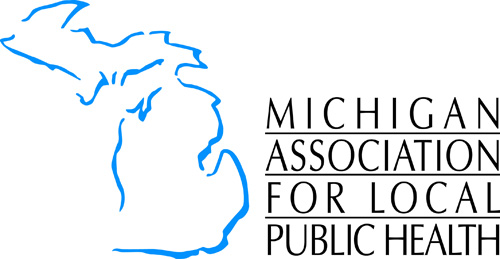 MICHIGAN
ASSOCIATION
FOR LOCAL
PUBLIC HEALTH